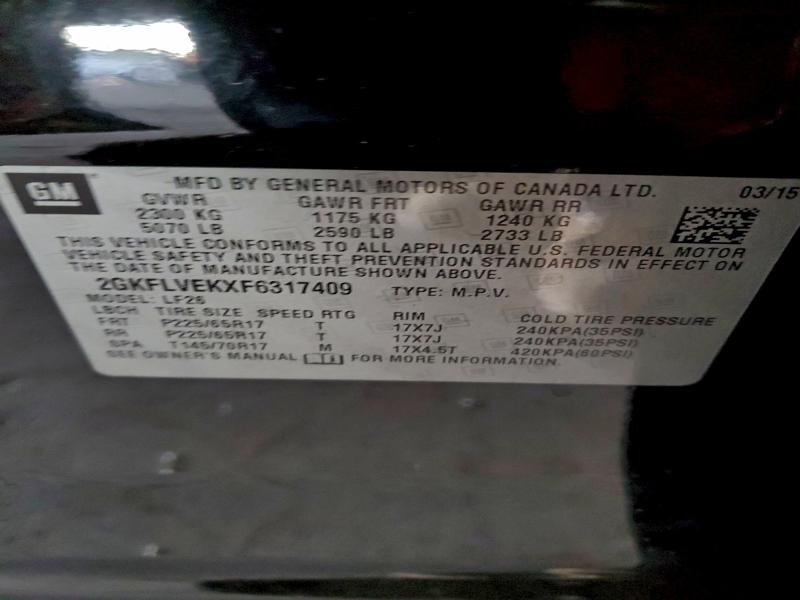 GM
MFD BY GENERAL MOTORS OF CANADA LTD. 03/15
GVWR GAWR FRT GAWR RR
2300 KG 1175 KG 1240 KG
5070 LB 2590 LB 2733 LB
THIS VEHICLE CONFORMS TO ALL APPLICABLE U.S. FEDERAL MOTOR
VEHICLE SAFETY AND THEFT PREVENTION STANDARDS IN EFFECT ON
THE DATE OF MANUFACTURE SHOWN ABOVE.
2GKFLVEKXF6317409 TYPE: M.P.V.
MODEL: LF26
LBCH TIRE SIZE SPEED RTG RIM COLD TIRE PRESSURE
FRT P225/65R17 T 17X7J 240KPA(35PSI)
RR P225/65R17 T 17X7J 240KPA(35PSI)
SPA T145/70R17 M 17X4.5T 420KPA(60PSI)
SEE OWNER'S MANUAL FOR MORE INFORMATION.